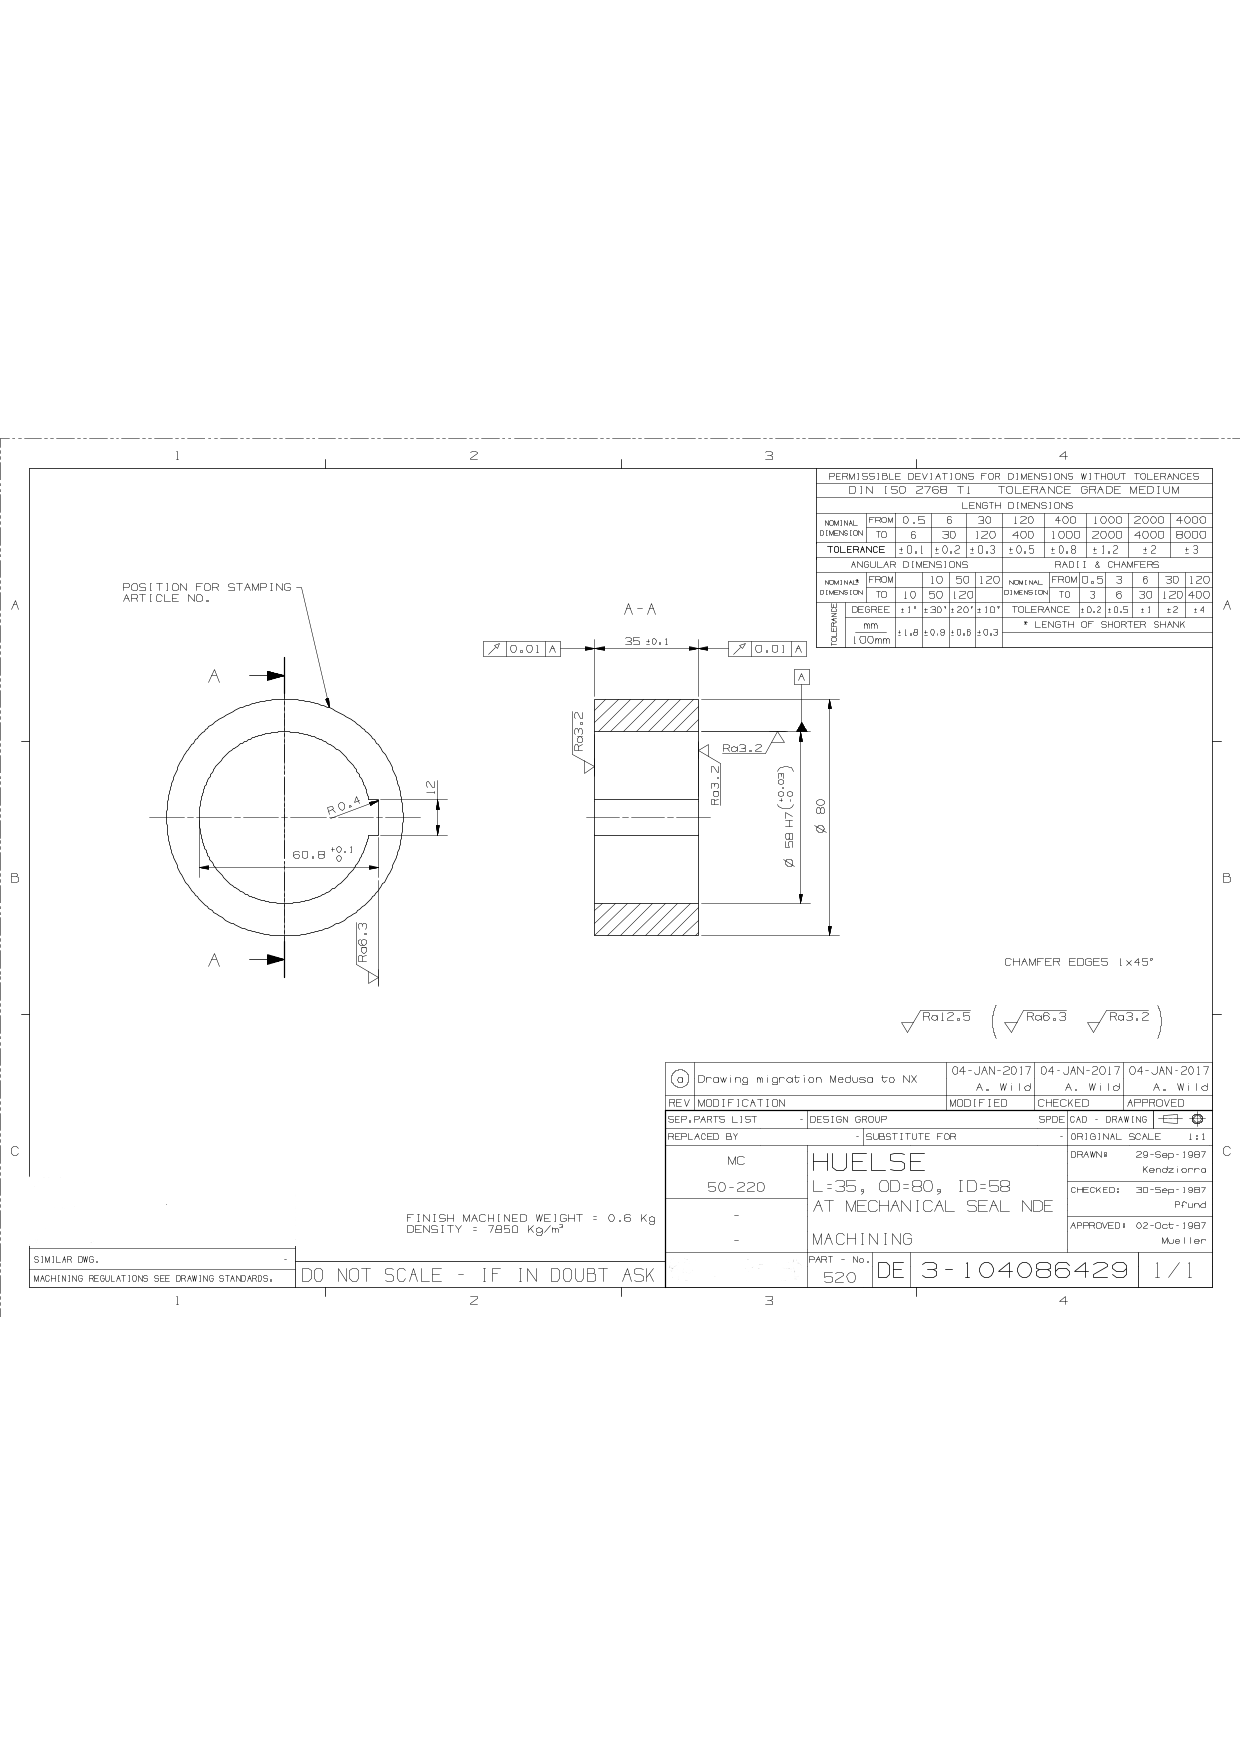 1 2 3 4
PERMISSIBLE DEVIATIONS FOR DIMENSIONS WITHOUT TOLERANCES
DIN ISO 2768 T1 TOLERANCE GRADE MEDIUM
LENGTH DIMENSIONS
NOMINAL DIMENSION FROM 0.5 6 30 120 400 1000 2000 4000
TO 6 30 120 400 1000 2000 4000 8000
TOLERANCE ±0.1 ±0.2 ±0.3 ±0.5 ±0.8 ±1.2 ±2 ±3
ANGULAR DIMENSIONS RADII & CHAMFERS
NOMINAL* DIMENSION FROM 10 50 120 NOMINAL DIMENSION FROM 0.5 3 6 30 120
TO 10 50 120 TO 3 6 30 120 400
TOLERANCE DEGREE ±1° ±30' ±20' ±10' TOLERANCE ±0.2 ±0.5 ±1 ±2 ±4
mm
100mm ±1.8 ±0.9 ±0.6 ±0.3 * LENGTH OF SHORTER SHANK
POSITION FOR STAMPING
ARTICLE NO.
A A
A-A
0.01 A 35 ±0.1 0.01 A
A
A
Ra3.2
Ra3.2
Ra3.2
R0.4
12
60.8 +0.1 0
Ø 58 H7(+0.03 -0)
Ø 80
B B
Ra6.3
A
CHAMFER EDGES 1x45°
Ra12.5 ( Ra6.3 Ra3.2 )
a Drawing migration Medusa to NX 04-JAN-2017 04-JAN-2017 04-JAN-2017
A. Wild A. Wild A. Wild
REV MODIFICATION MODIFIED CHECKED APPROVED
SEP.PARTS LIST - DESIGN GROUP SPDE CAD - DRAWING
REPLACED BY - SUBSTITUTE FOR - ORIGINAL SCALE 1:1
C C
MC
50-220
-
-
HUELSE
L=35, OD=80, ID=58
AT MECHANICAL SEAL NDE
MACHINING
DRAWN: 29-Sep-1987
Kendziorra
CHECKED: 30-Sep-1987
Pfund
APPROVED: 02-Oct-1987
Mueller
FINISH MACHINED WEIGHT = 0.6 Kg
DENSITY = 7850 Kg/m³
SIMILAR DWG. -
MACHINING REGULATIONS SEE DRAWING STANDARDS.
DO NOT SCALE - IF IN DOUBT ASK
PART - No.
520
DE 3-104086429 1/1
1 2 3 4